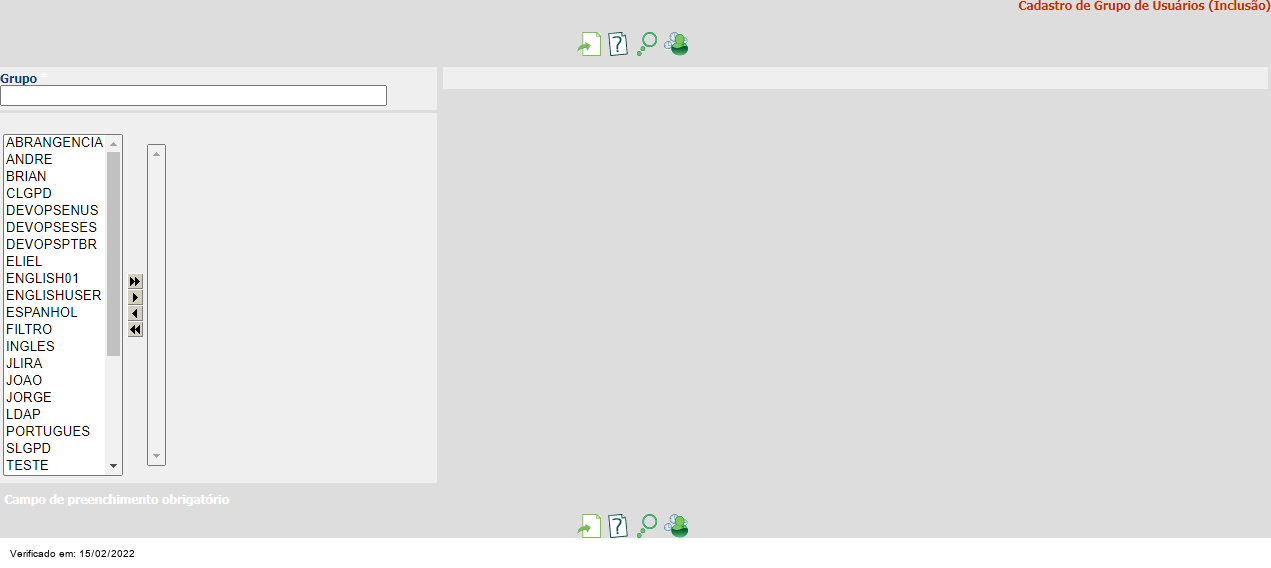 Cadastro de Grupo de Usuários (Inclusão)
Grupo *
ABRANGENCIA
ANDRE
BRIAN
CLGPD
DEVOPSENUS
DEVOPSESES
DEVOPSPTBR
ELIEL
ENGLISH01
ENGLISHUSER
ESPANHOL
FILTRO
INGLES
JLIRA
JOAO
JORGE
LDAP
PORTUGUES
SLGPD
TESTE
Campo de preenchimento obrigatório
Verificado em: 15/02/2022